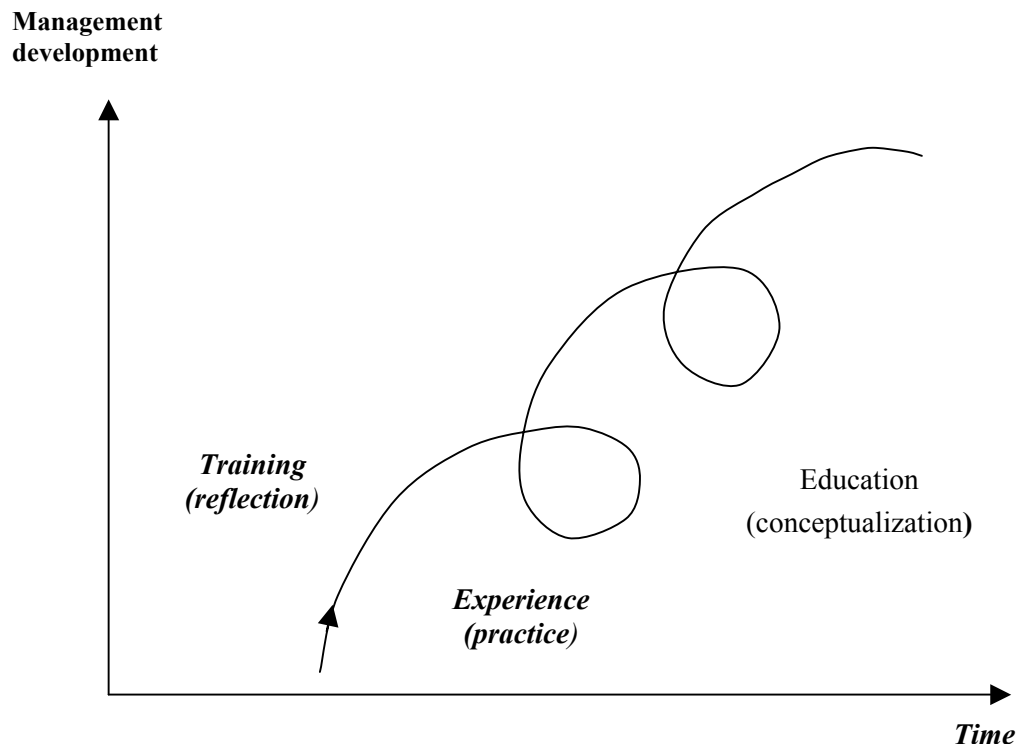 Management
development
Training
(reflection)
Education
(conceptualization)
Experience
(practice)
Time